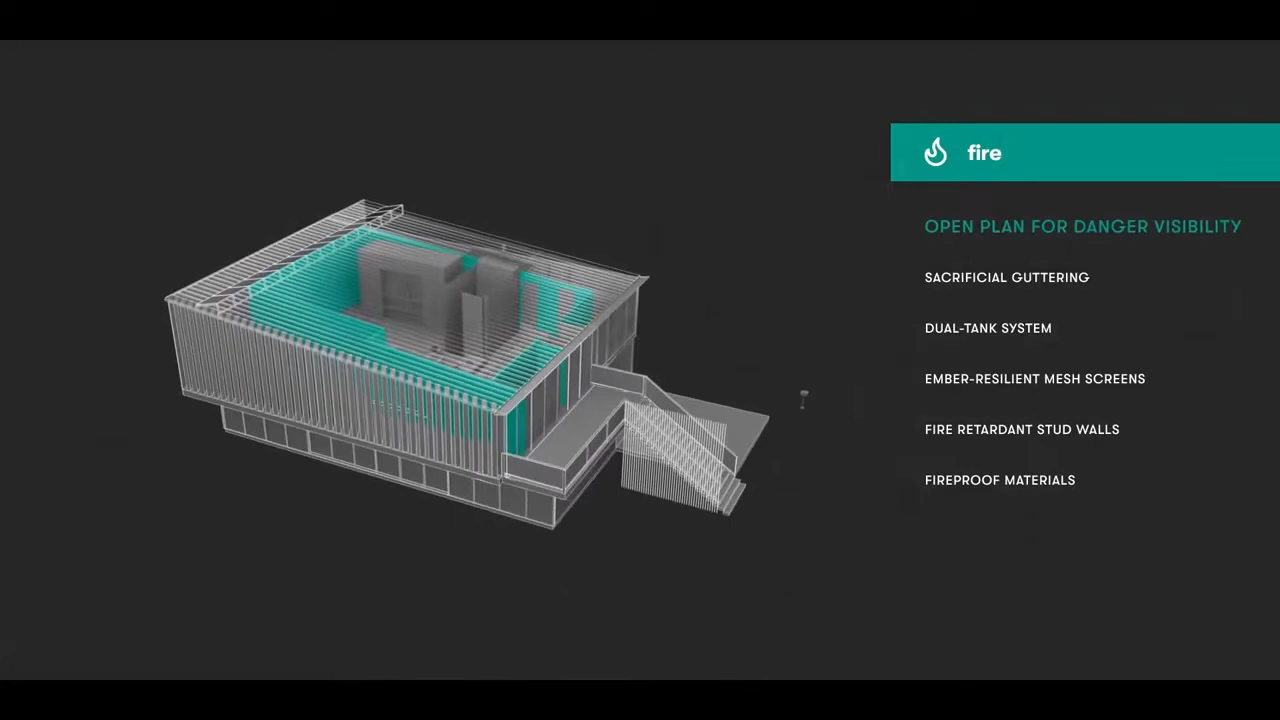 fire
OPEN PLAN FOR DANGER VISIBILITY
SACRIFICIAL GUTTERING
DUAL-TANK SYSTEM
EMBER-RESILIENT MESH SCREENS
FIRE RETARDANT STUD WALLS
FIREPROOF MATERIALS